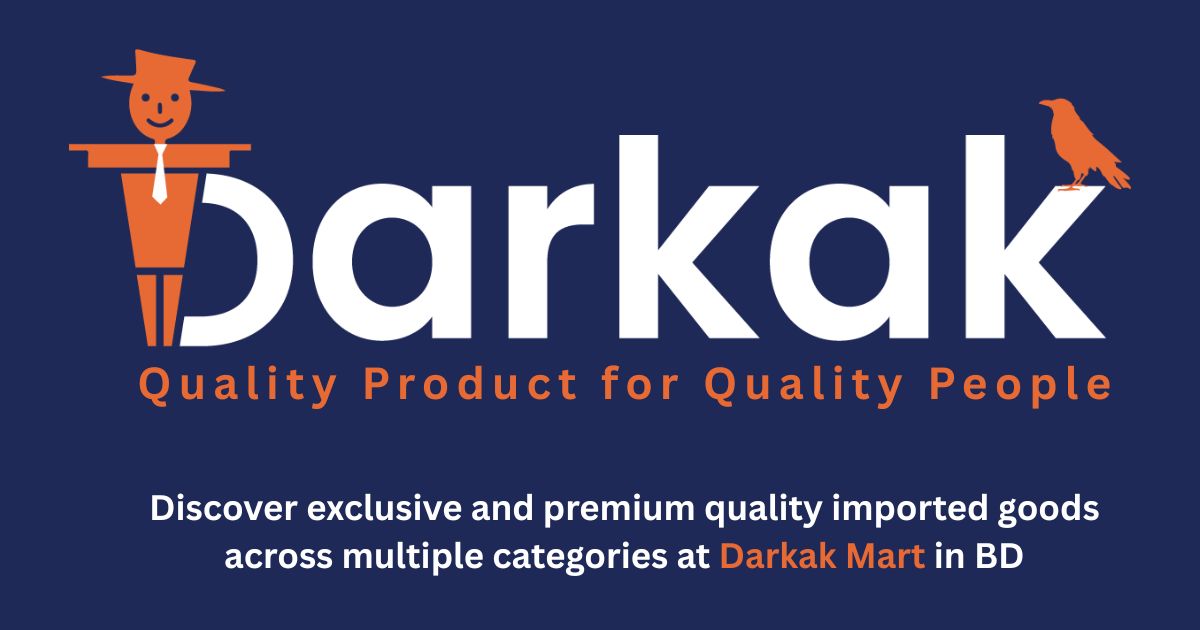 Darkak
Quality Product for Quality People
Discover exclusive and premium quality imported goods
across multiple categories at Darkak Mart in BD